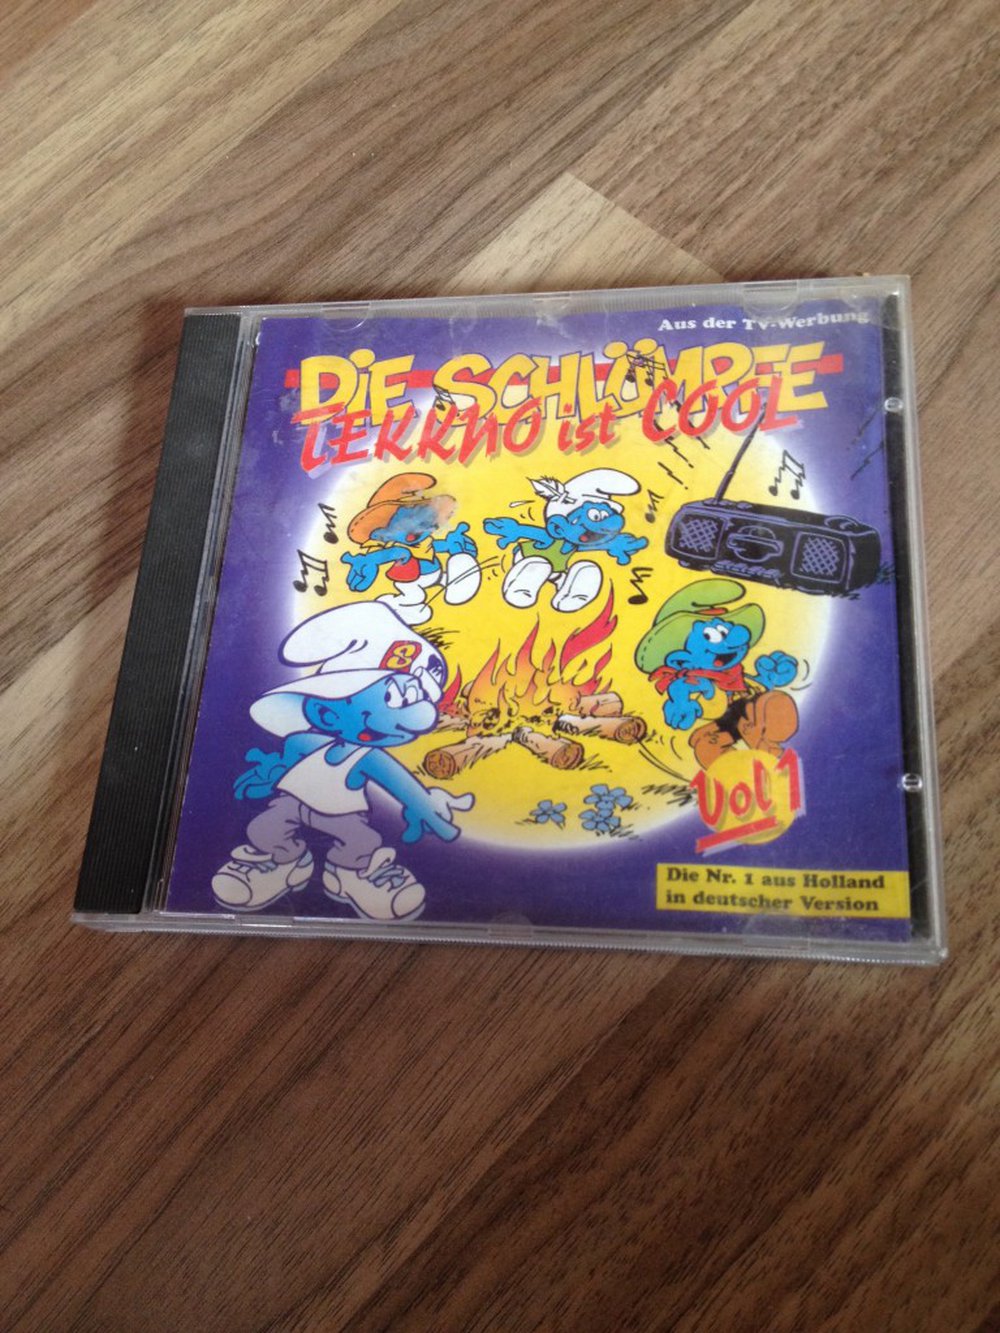 Aus der TV-Werbung
DIE SCHLÜMPFE
TEKKNO ist COOL
S
Vol 1
Die Nr. 1 aus Holland
in deutscher Version